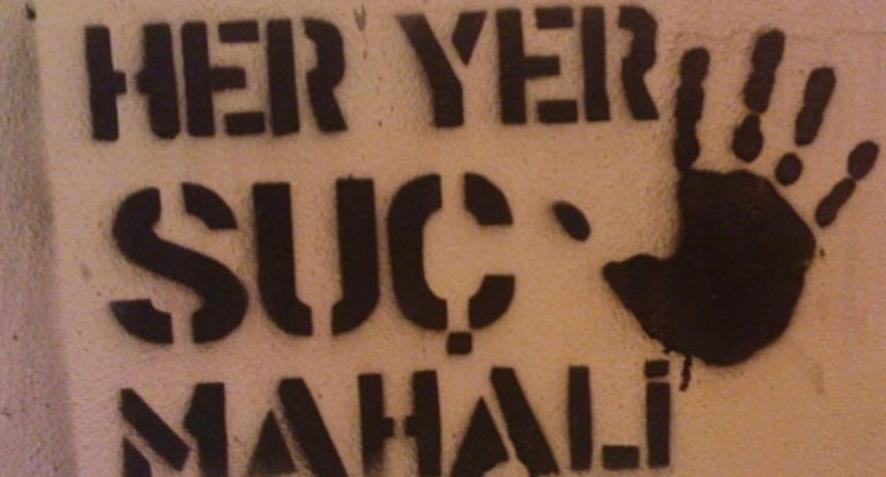 HER YER
SUÇ
MAHALİ